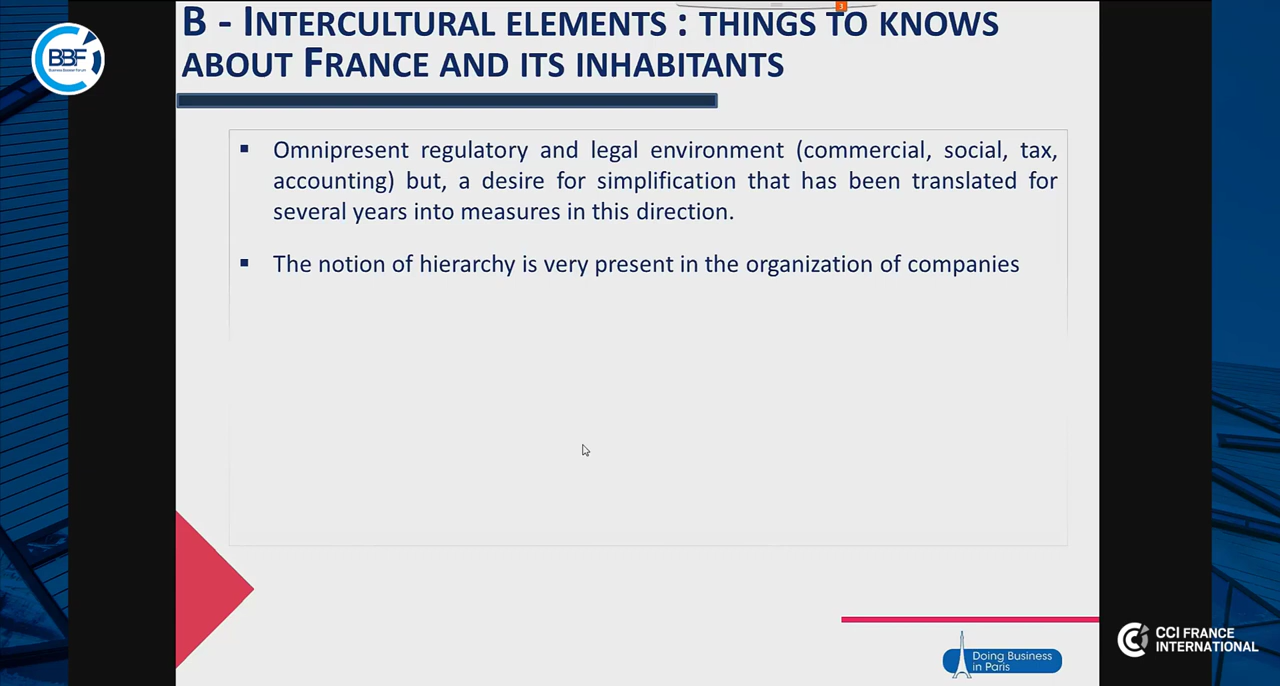 B - INTERCULTURAL ELEMENTS : THINGS TO KNOWS
ABOUT FRANCE AND ITS INHABITANTS
3
BBF
▪ Omnipresent regulatory and legal environment (commercial, social, tax,
accounting) but, a desire for simplification that has been translated for
several years into measures in this direction.
▪ The notion of hierarchy is very present in the organization of companies
CCI FRANCE
INTERNATIONAL
Doing Business
in Paris